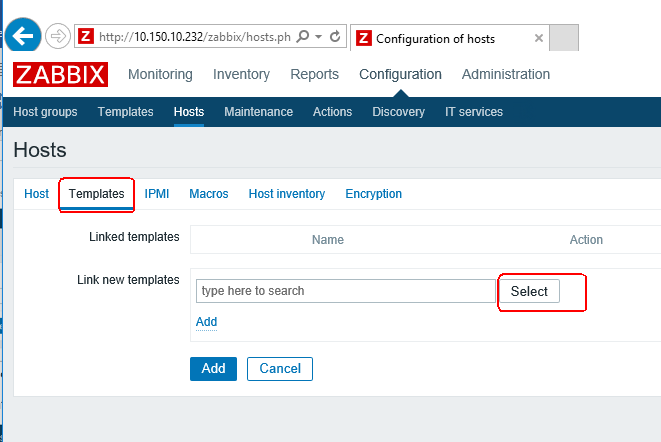 http://10.150.10.232/zabbix/hosts.ph
Z Configuration of hosts
ZABBIX Monitoring Inventory Reports Configuration Administration
Host groups Templates Hosts Maintenance Actions Discovery IT services
Hosts
Host Templates IPMI Macros Host inventory Encryption
Linked templates Name Action
Link new templates type here to search Select
Add
Add Cancel